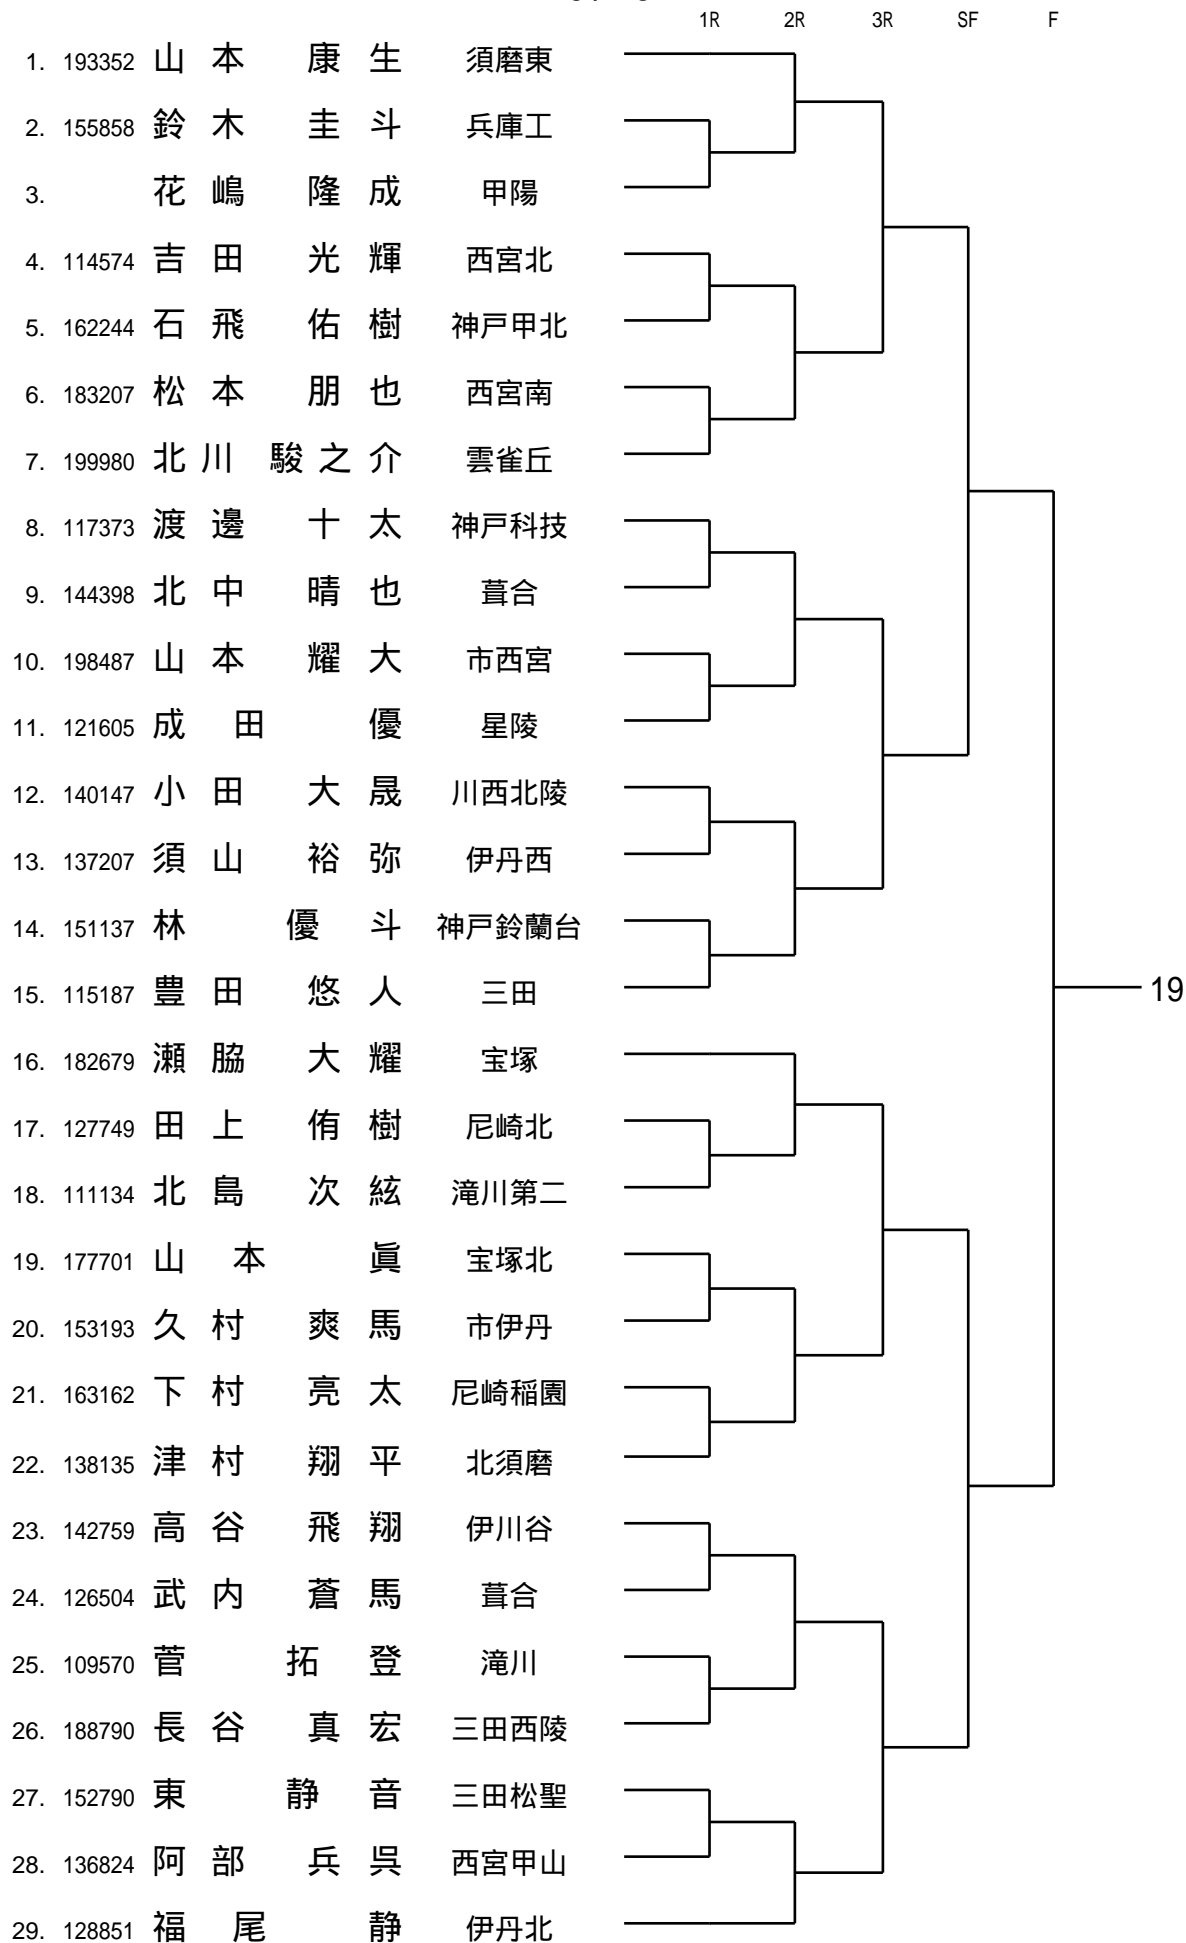 1R 2R 3R SF F
1. 193352 山本 康生 須磨東
2. 155858 鈴木 圭斗 兵庫工
3. 花嶋 隆成 甲陽
4. 114574 吉田 光輝 西宮北
5. 162244 石飛 佑樹 神戸甲北
6. 183207 松本 朋也 西宮南
7. 199980 北川 駿之介 雲雀丘
8. 117373 渡邊 十太 神戸科技
9. 144398 北中 晴也 葺合
10. 198487 山本 耀大 市西宮
11. 121605 成田 優 星陵
12. 140147 小田 大晟 川西北陵
13. 137207 須山 裕弥 伊丹西
14. 151137 林 優斗 神戸鈴蘭台
15. 115187 豊田 悠人 三田
19
16. 182679 瀬脇 大耀 宝塚
17. 127749 田上 侑樹 尼崎北
18. 111134 北島 次絃 滝川第二
19. 177701 山本 眞 宝塚北
20. 153193 久村 爽馬 市伊丹
21. 163162 下村 亮太 尼崎稲園
22. 138135 津村 翔平 北須磨
23. 142759 高谷 飛翔 伊川谷
24. 126504 武内 蒼馬 葺合
25. 109570 菅 拓登 滝川
26. 188790 長谷 真宏 三田西陵
27. 152790 東 静音 三田松聖
28. 136824 阿部 兵呉 西宮甲山
29. 128851 福尾 静 伊丹北